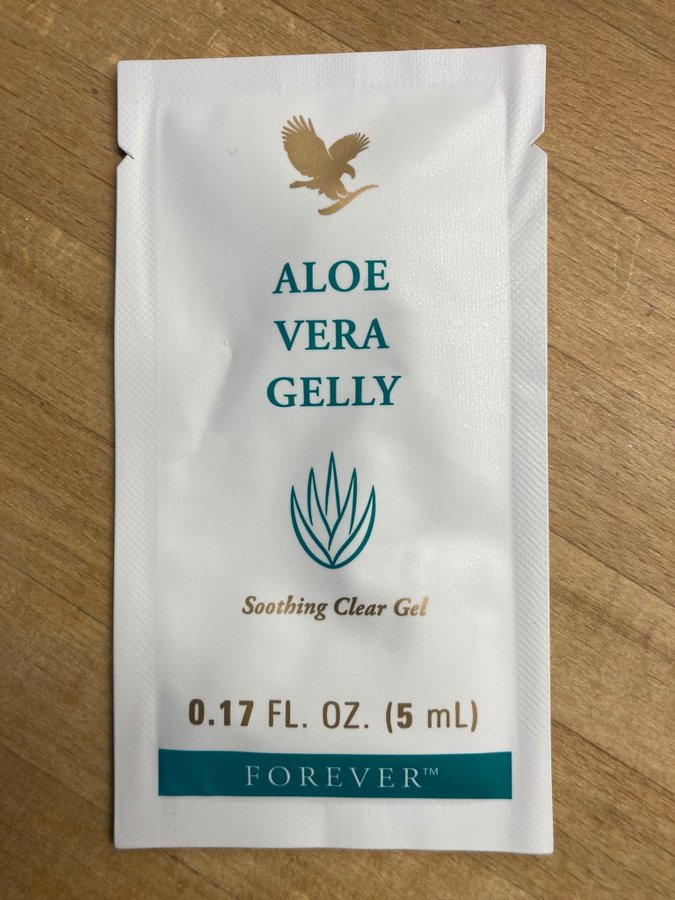 ALOE
VERA
GELLY
Soothing Clear Gel
0.17 FL. OZ. (5 mL)
FOREVER™